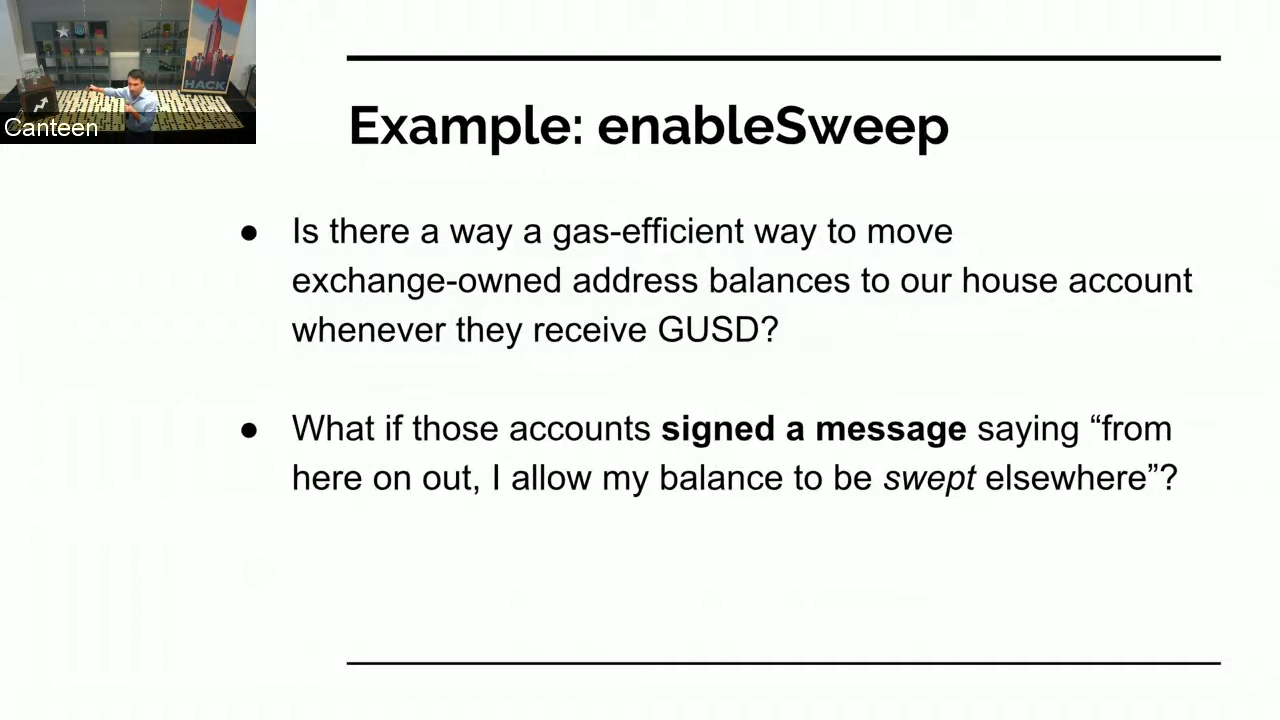 HACK
Canteen
Example: enableSweep
● Is there a way a gas-efficient way to move
exchange-owned address balances to our house account
whenever they receive GUSD?
● What if those accounts signed a message saying “from
here on out, I allow my balance to be swept elsewhere”?